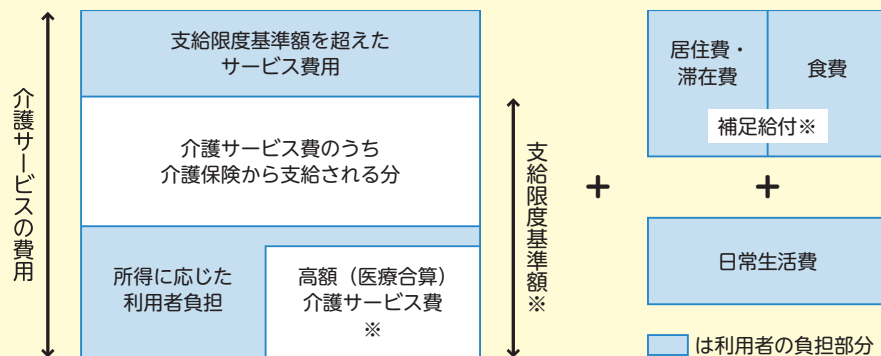 介護サービスの費用
支給限度基準額を超えた
サービス費用
介護サービス費のうち
介護保険から支給される分
所得に応じた
利用者負担
高額（医療合算）
介護サービス費
※
支給限度基準額※
+
居住費・
滞在費
食費
補足給付※
+
日常生活費
は利用者の負担部分